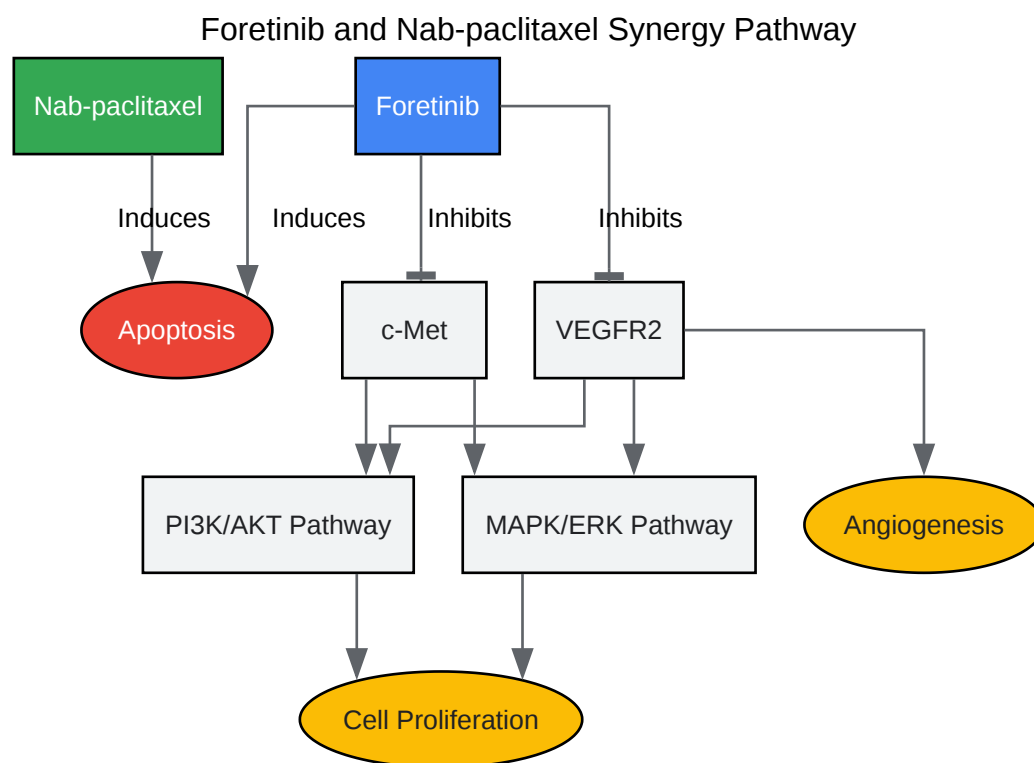 Foretinib and Nab-paclitaxel Synergy Pathway
Nab-paclitaxel
Foretinib
Induces
Induces
Inhibits
Inhibits
Apoptosis
c-Met
VEGFR2
PI3K/AKT Pathway
MAPK/ERK Pathway
Angiogenesis
Cell Proliferation